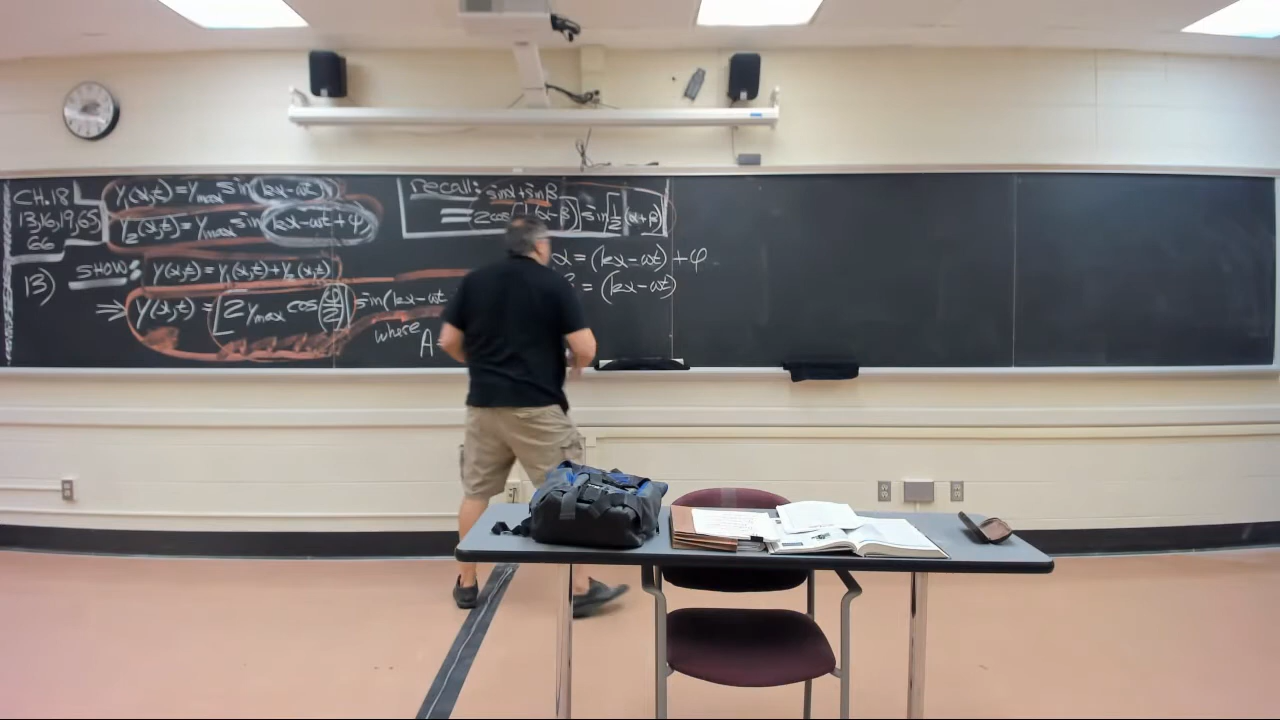 CH.18
13,16,19,65
66
y₁(x,t)=yₘₐₓ sin(kx-ωt)
y₂(x,t)=yₘₐₓ sin(kx-ωt+φ)
13) SHOW: y(x,t)=y₁(x,t)+y₂(x,t)
⇒ y(x,t)=[2yₘₐₓ cos(φ/2)] sin(kx-ωt
where
A
recall: sinα+sinβ
= 2cos[½(α-β)] sin[½(α+β)]
α = (kx-ωt)+φ
= (kx-ωt)